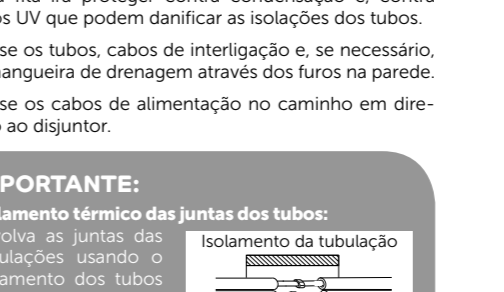 fita irá proteger contra condensação e, contra
os UV que podem danificar as isolações dos tubos.
se os tubos, cabos de interligação e, se necessário,
mangueira de drenagem através dos furos na parede.
se os cabos de alimentação no caminho em dire-
o ao disjuntor.
PORTANTE:
lamento térmico das juntas dos tubos:
volva as juntas das
ulações usando o
lamento dos tubos
Isolamento da tubulação